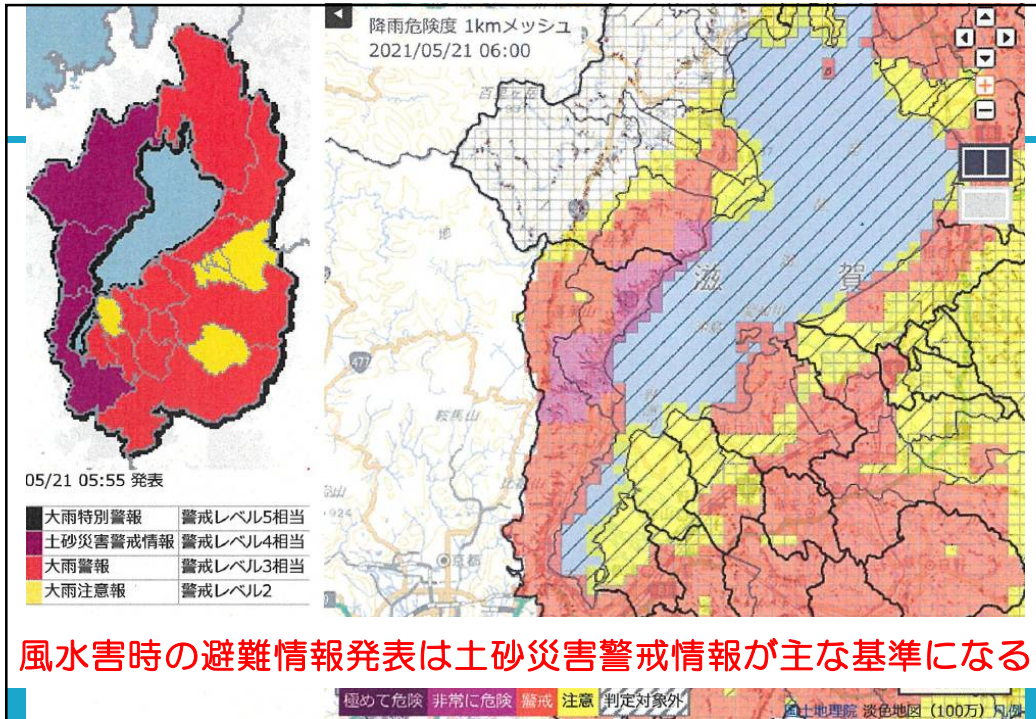 降雨危険度 1kmメッシュ
2021/05/21 06:00
滋賀
477
鞍馬山
924
京都
05/21 05:55 発表
大雨特別警報 警戒レベル5相当
土砂災害警戒情報 警戒レベル4相当
大雨警報 警戒レベル3相当
大雨注意報 警戒レベル2
風水害時の避難情報発表は土砂災害警戒情報が主な基準になる
極めて危険 非常に危険 警戒 注意 判定対象外
国土地理院 淡色地図(100万) 凡例